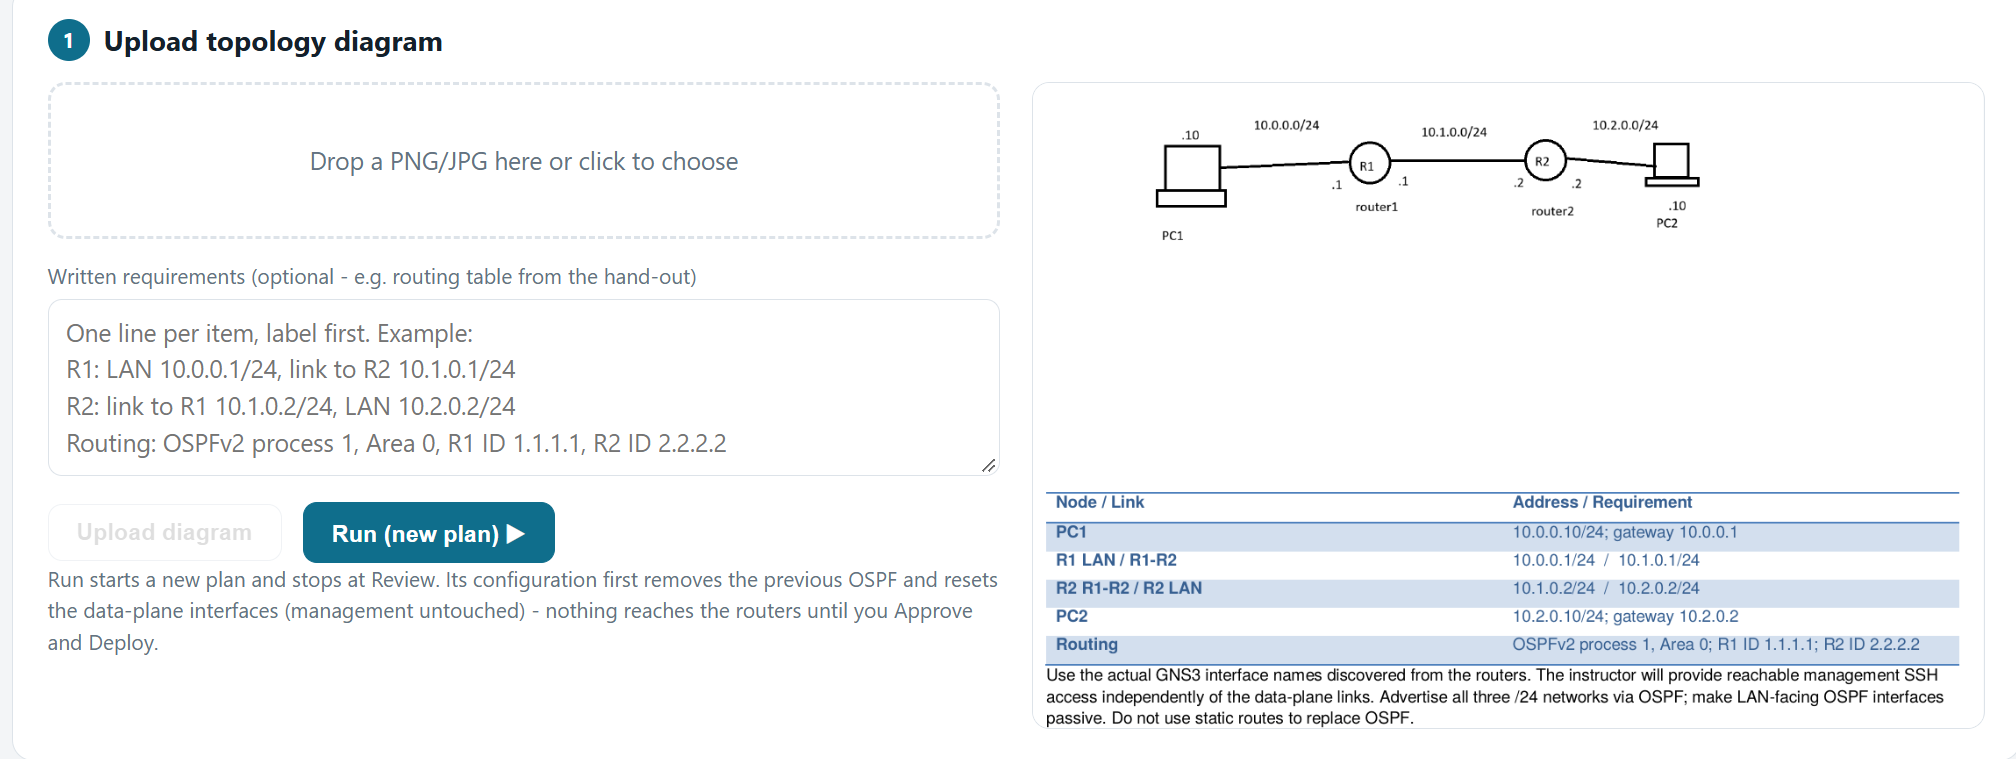 1 Upload topology diagram
Drop a PNG/JPG here or click to choose
Written requirements (optional - e.g. routing table from the hand-out)
One line per item, label first. Example:
R1: LAN 10.0.0.1/24, link to R2 10.1.0.1/24
R2: link to R1 10.1.0.2/24, LAN 10.2.0.2/24
Routing: OSPFv2 process 1, Area 0, R1 ID 1.1.1.1, R2 ID 2.2.2.2
Upload diagram
Run (new plan) ▶
Run starts a new plan and stops at Review. Its configuration first removes the previous OSPF and resets
the data-plane interfaces (management untouched) - nothing reaches the routers until you Approve
and Deploy.
.10
10.0.0.0/24
10.1.0.0/24
10.2.0.0/24
R1
R2
.1
.1
.2
.2
router1
router2
.10
PC2
PC1
Node / Link Address / Requirement
PC1 10.0.0.10/24; gateway 10.0.0.1
R1 LAN / R1-R2 10.0.0.1/24 / 10.1.0.1/24
R2 R1-R2 / R2 LAN 10.1.0.2/24 / 10.2.0.2/24
PC2 10.2.0.10/24; gateway 10.2.0.2
Routing OSPFv2 process 1, Area 0; R1 ID 1.1.1.1; R2 ID 2.2.2.2
Use the actual GNS3 interface names discovered from the routers. The instructor will provide reachable management SSH
access independently of the data-plane links. Advertise all three /24 networks via OSPF; make LAN-facing OSPF interfaces
passive. Do not use static routes to replace OSPF.